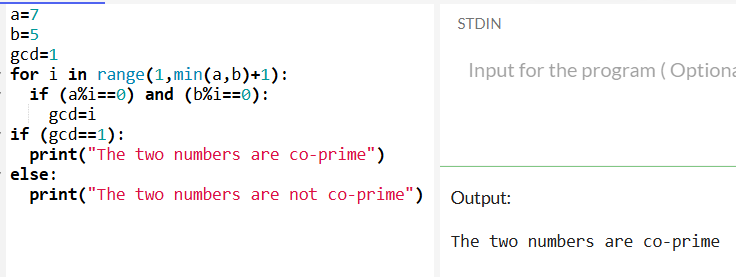 a=7
b=5
gcd=1
for i in range(1,min(a,b)+1):
  if (a%i==0) and (b%i==0):
    gcd=i
if (gcd==1):
  print("The two numbers are co-prime")
else:
  print("The two numbers are not co-prime")
STDIN
Input for the program ( Optiona
Output:
The two numbers are co-prime